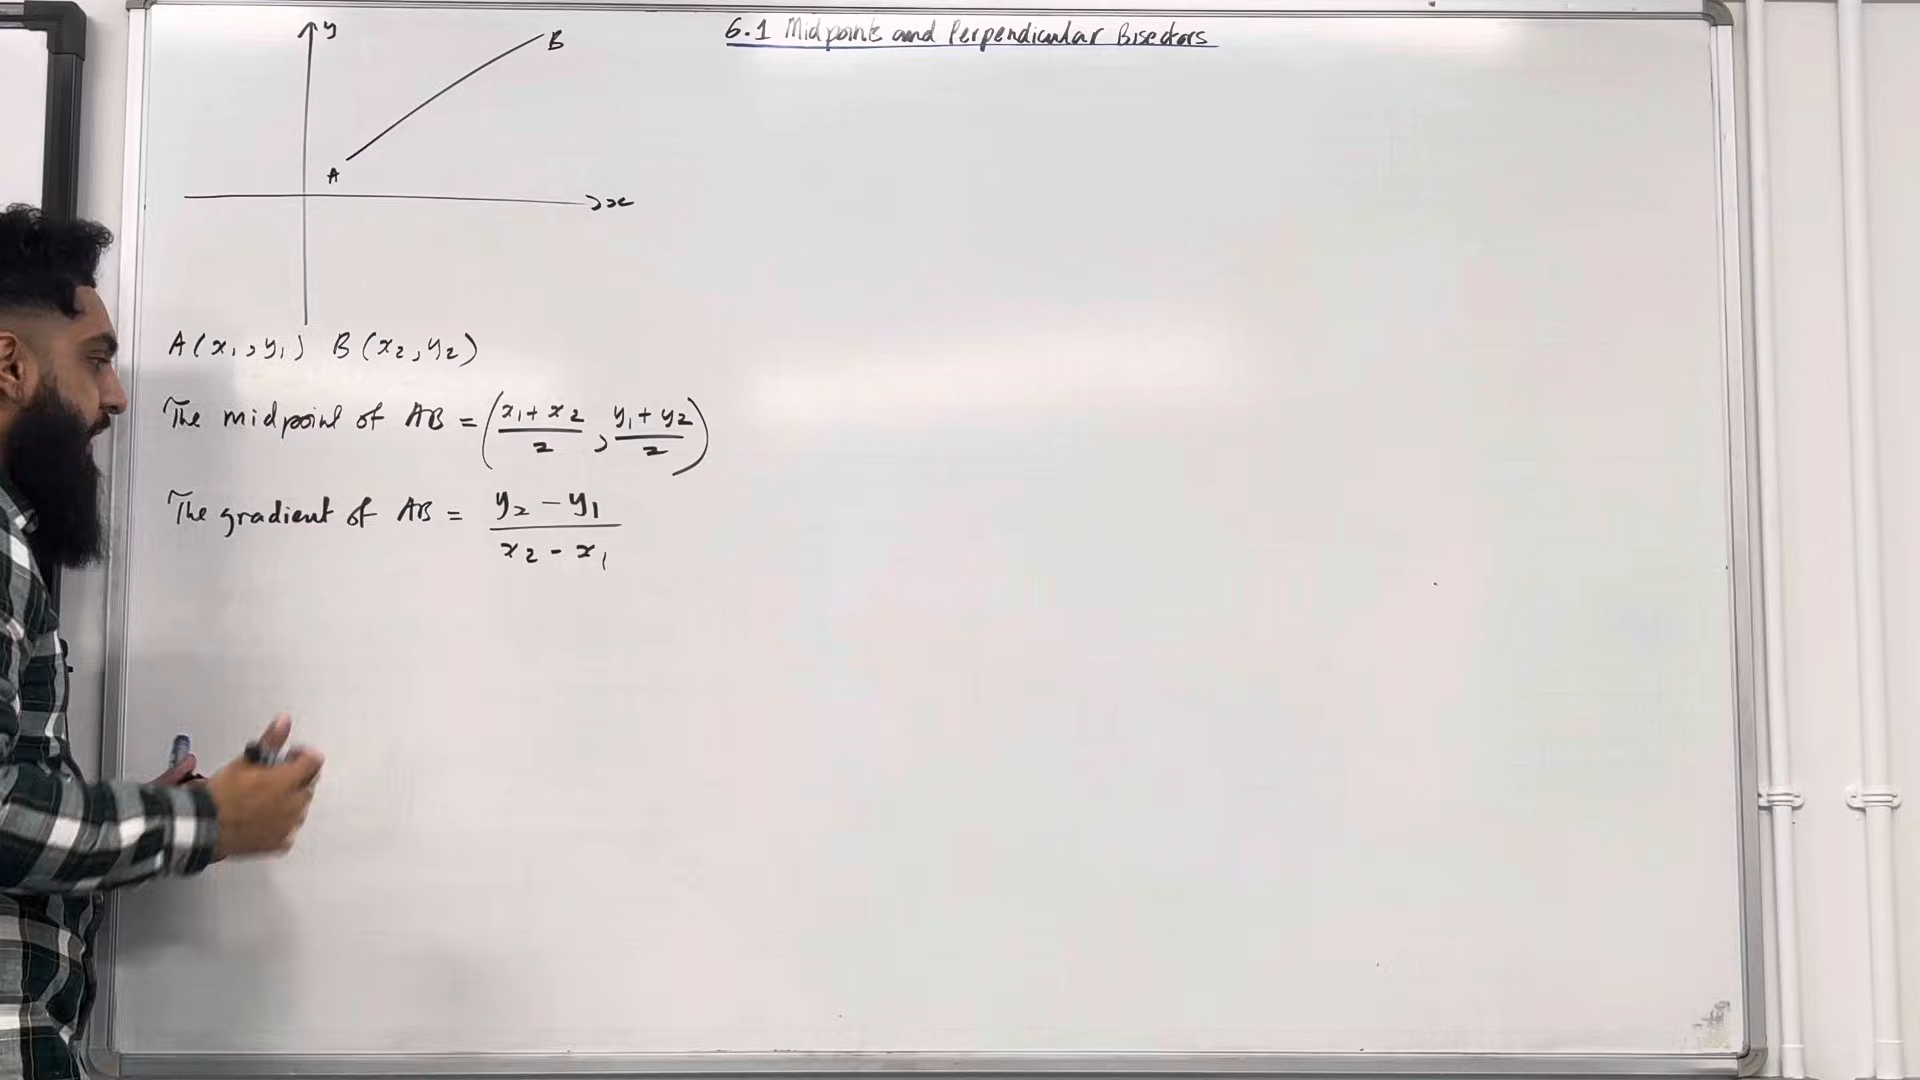 6.1 Midpoints and Perpendicular Bisectors
y
B
A
x
A(x₁, y₁) B(x₂, y₂)
The midpoint of AB = ((x₁ + x₂)/2, (y₁ + y₂)/2)
The gradient of AB = (y₂ − y₁)/(x₂ − x₁)